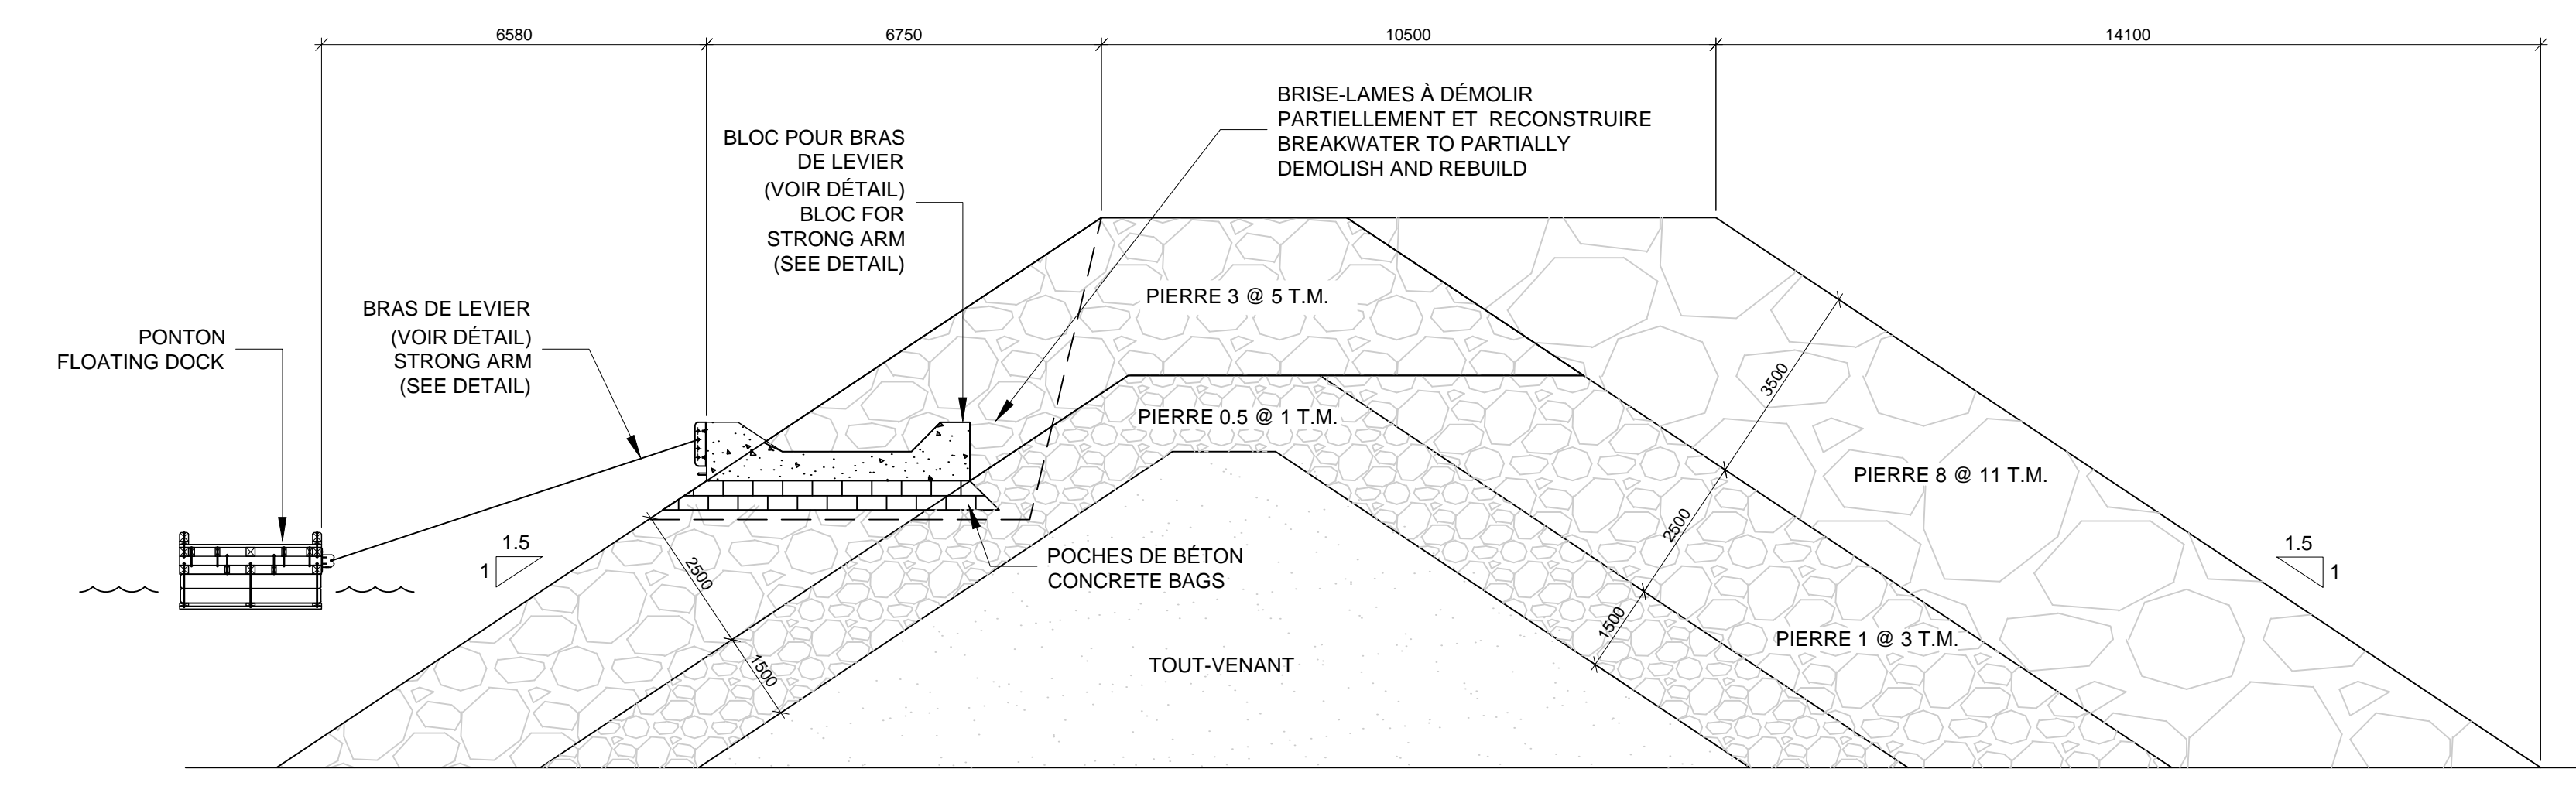 6580
6750
10500
14100
BRISE-LAMES À DÉMOLIR
PARTIELLEMENT ET RECONSTRUIRE
BREAKWATER TO PARTIALLY
DEMOLISH AND REBUILD
BLOC POUR BRAS
DE LEVIER
(VOIR DÉTAIL)
BLOC FOR
STRONG ARM
(SEE DETAIL)
BRAS DE LEVIER
(VOIR DÉTAIL)
STRONG ARM
(SEE DETAIL)
PONTON
FLOATING DOCK
PIERRE 3 @ 5 T.M.
PIERRE 0.5 @ 1 T.M.
3500
PIERRE 8 @ 11 T.M.
2500
1500
1.5
1
2500
1500
POCHES DE BÉTON
CONCRETE BAGS
1.5
1
PIERRE 1 @ 3 T.M.
TOUT-VENANT